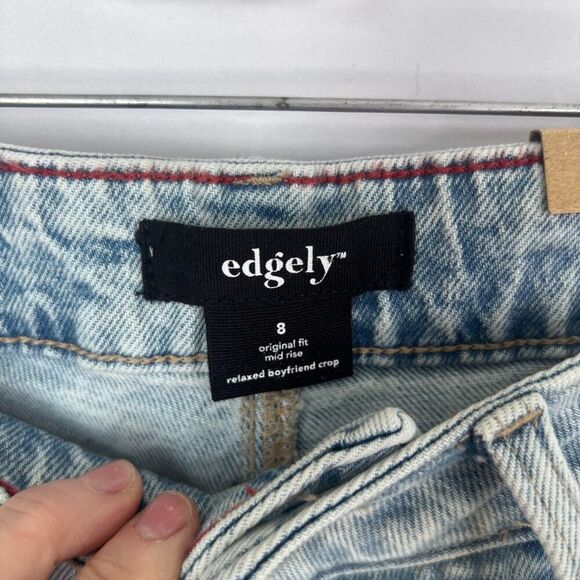 edgely™
8
original fit
mid rise
relaxed boyfriend crop